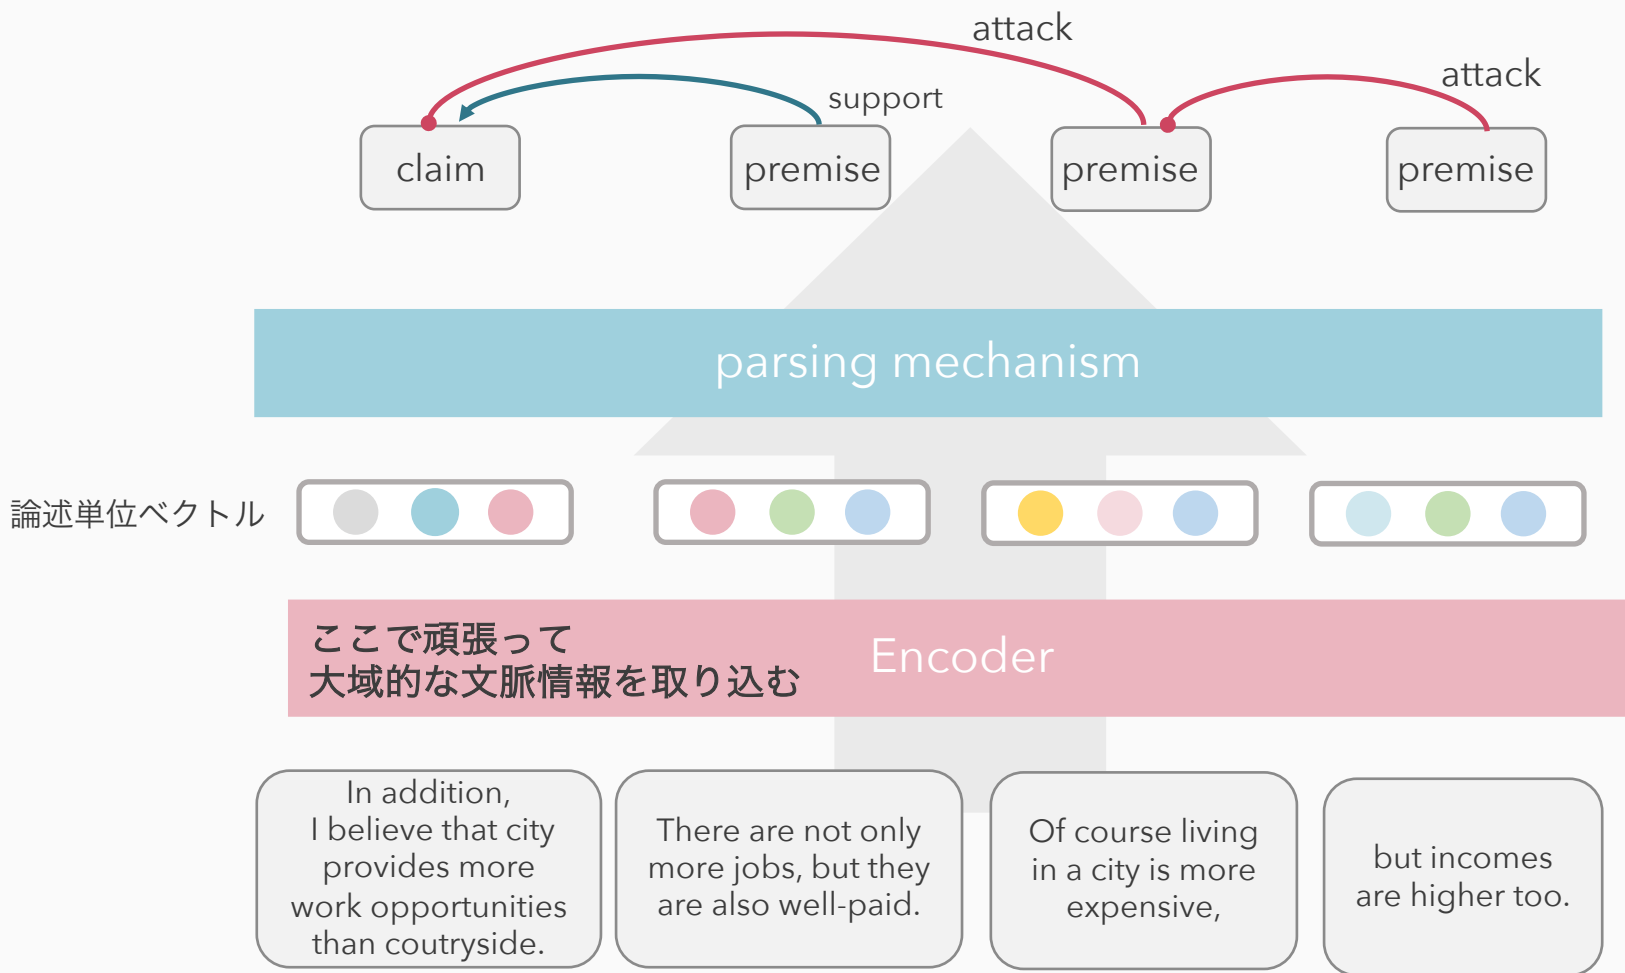 attack
attack
support
claim
premise
premise
premise
parsing mechanism
論述単位ベクトル
ここで頑張って
大域的な文脈情報を取り込む
Encoder
In addition,
I believe that city
provides more
work opportunities
than coutryside.
There are not only
more jobs, but they
are also well-paid.
Of course living
in a city is more
expensive,
but incomes
are higher too.